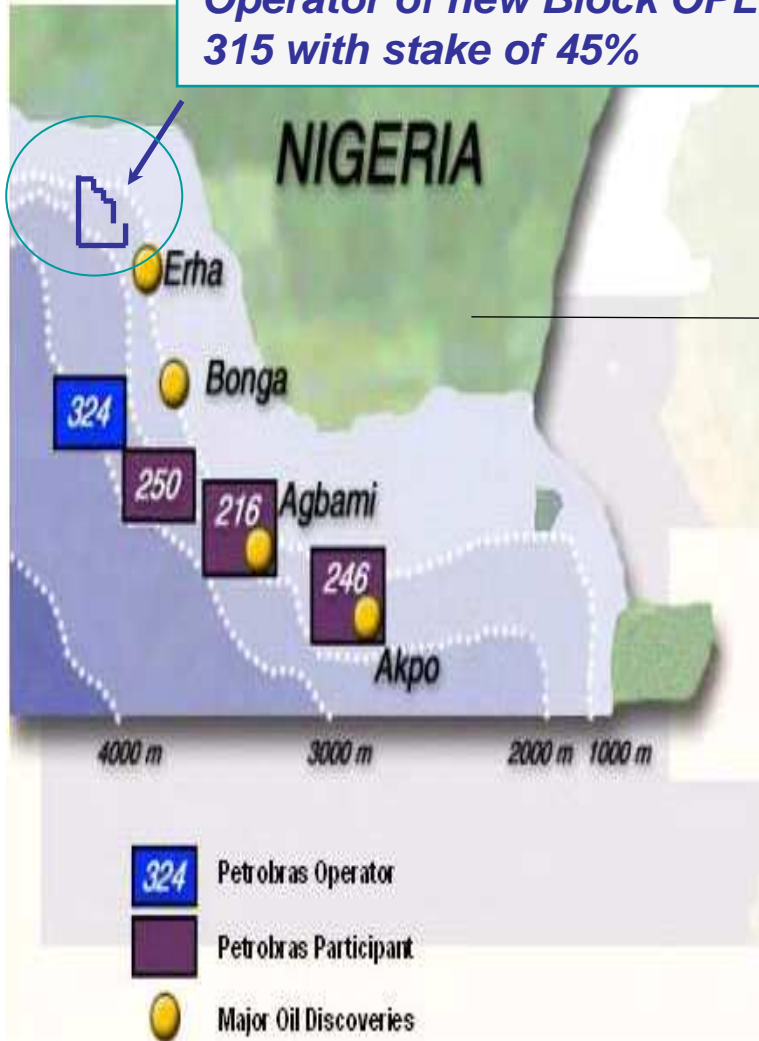 Operator of new Block OPL
315 with stake of 45%
NIGERIA
Erha
Bonga
324
250
216
Agbami
246
Akpo
4000 m
3000 m
2000 m
1000 m
324
Petrobras Operator
Petrobras Participant
Major Oil Discoveries